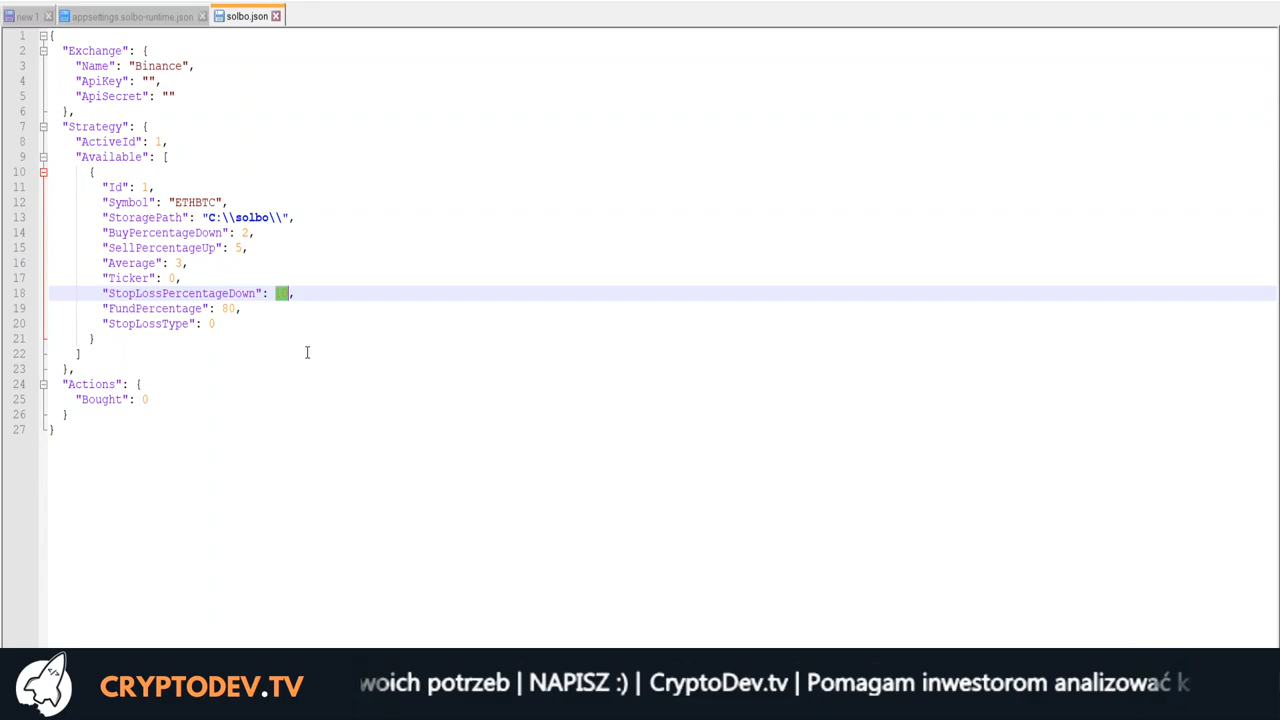 new 1 appsettings.solbo-runtime.json solbo.json
1 {
2 "Exchange": {
3 "Name": "Binance",
4 "ApiKey": "",
5 "ApiSecret": ""
6 },
7 "Strategy": {
8 "ActiveId": 1,
9 "Available": [
10 {
11 "Id": 1,
12 "Symbol": "ETHBTC",
13 "StoragePath": "C:\\solbo\\",
14 "BuyPercentageDown": 2,
15 "SellPercentageUp": 5,
16 "Average": 3,
17 "Ticker": 0,
18 "StopLossPercentageDown": 10,
19 "FundPercentage": 80,
20 "StopLossType": 0
21 }
22 ]
23 },
24 "Actions": {
25 "Bought": 0
26 }
27 }
CRYPTODEV.TV
woich potrzeb | NAPISZ :) | CryptoDev.tv | Pomagam inwestorom analizować k